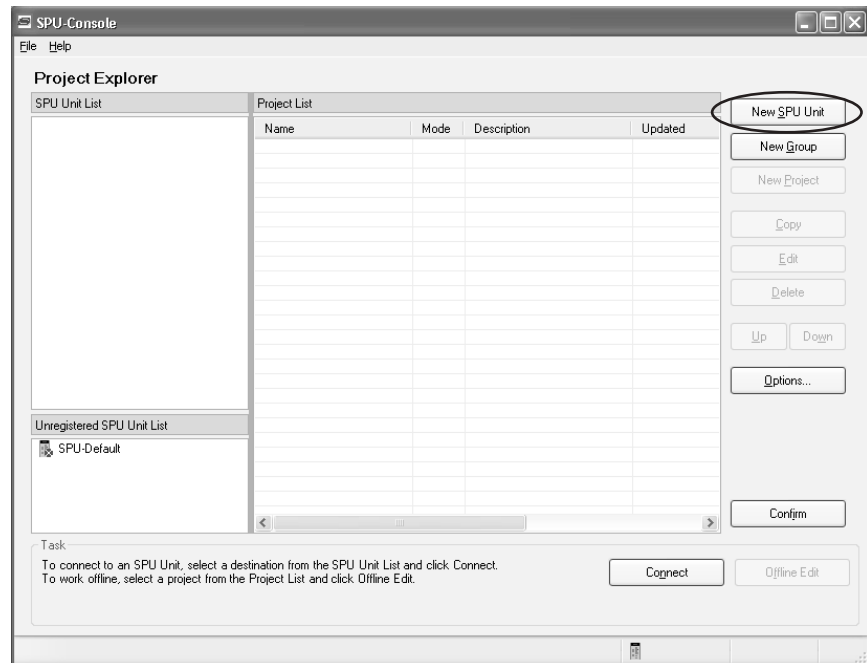 SPU-Console
File Help
Project Explorer
SPU Unit List
Project List
Name Mode Description Updated
New SPU Unit
New Group
New Project
Copy
Edit
Delete
Up Down
Options...
Unregistered SPU Unit List
SPU-Default
Confirm
Task
To connect to an SPU Unit, select a destination from the SPU Unit List and click Connect.
To work offline, select a project from the Project List and click Offline Edit.
Connect
Offline Edit